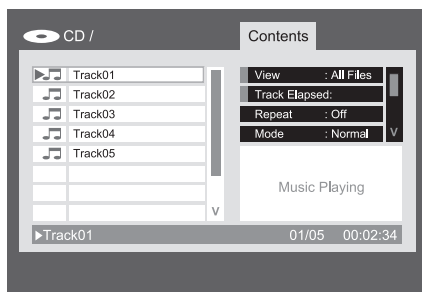 CD /
Contents
▶Track01
Track02
Track03
Track04
Track05
V
View : All Files
Track Elapsed:
Repeat : Off
Mode : Normal
V
Music Playing
▶Track01 01/05 00:02:34